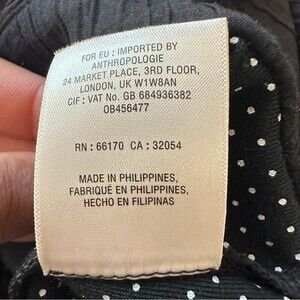 FOR EU ; IMPORTED BY
ANTHROPOLOGIE
24 MARKET PLACE, 3RD FLOOR,
LONDON, UK W1W8AN
CIF : VAT No. GB 684936382
OB456477
RN : 66170 CA : 32054
MADE IN PHILIPPINES,
FABRIQUÉ EN PHILIPPINES,
HECHO EN FILIPINAS